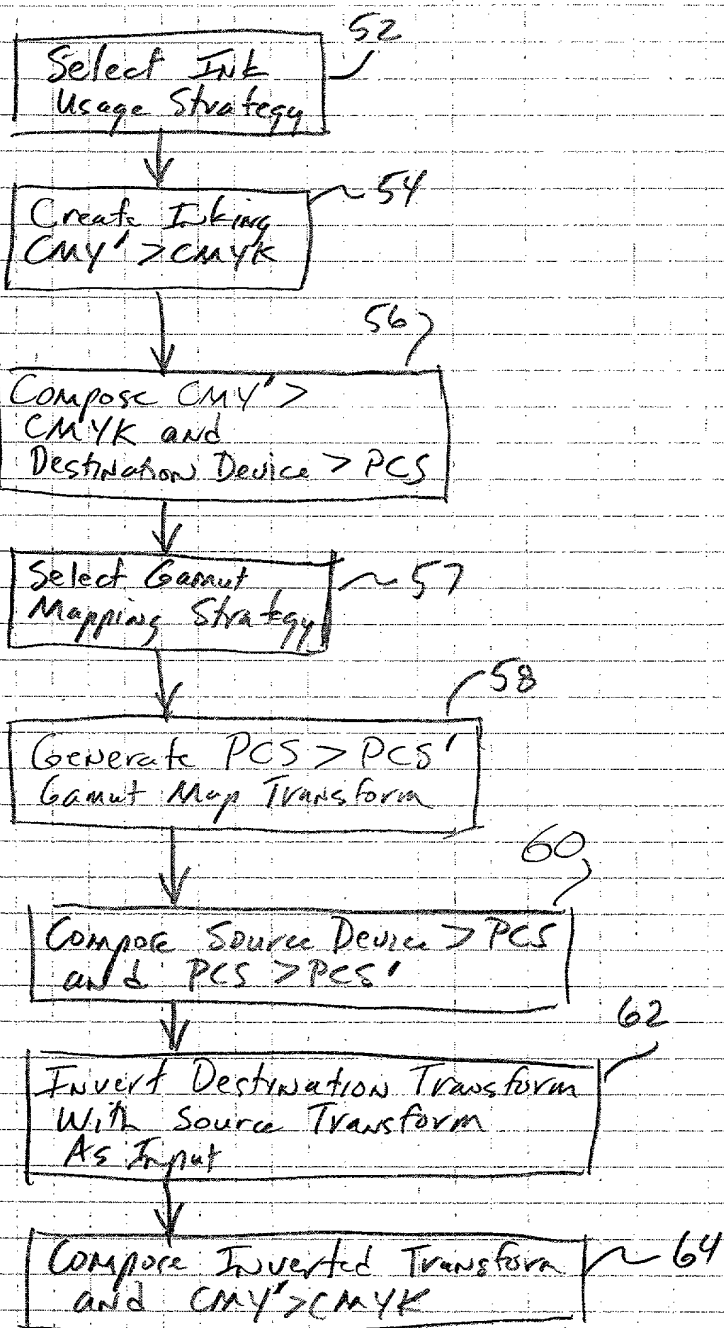 52
Select Ink
Usage Strategy
54
Create Inking
CMY' > CMYK
56
Compose CMY' >
CMYK and
Destination Device > PCS
Select Gamut
Mapping Strategy
57
58
Generate PCS > PCS'
Gamut Map Transform
60
Compose Source Device > PCS
and PCS > PCS'
62
Invert Destination Transform
With Source Transform
As Input
Compose Inverted Transform
and CMY' > CMYK
64